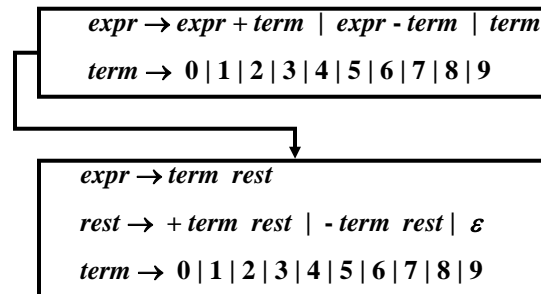 expr → expr + term | expr - term | term
term → 0 | 1 | 2 | 3 | 4 | 5 | 6 | 7 | 8 | 9
expr → term rest
rest → + term rest | - term rest | ε
term → 0 | 1 | 2 | 3 | 4 | 5 | 6 | 7 | 8 | 9